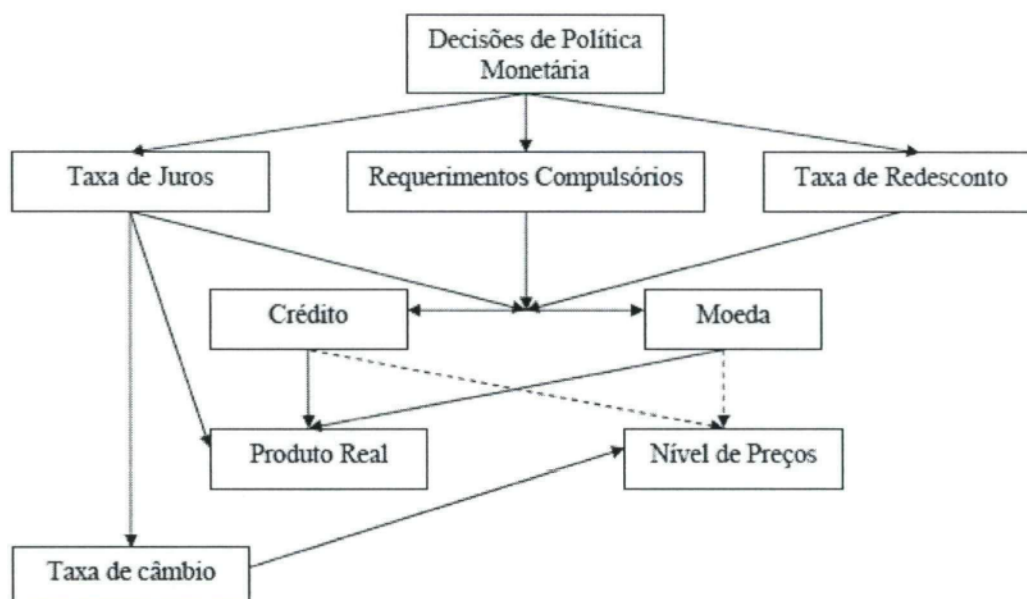 Decisões de Política
Monetária
Taxa de Juros
Requerimentos Compulsórios
Taxa de Redesconto
Crédito
Moeda
Produto Real
Nível de Preços
Taxa de câmbio